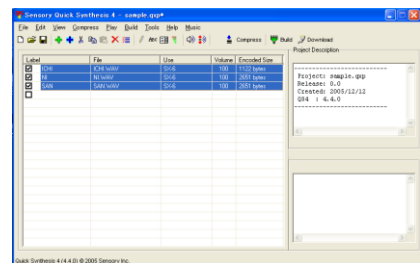 Sensory Quick Synthesis 4 - sample.qxp*
File Edit View Compress Play Build Tools Help Music
Compress Build Download
Label File Use Volume Encoded Size
ICHI ICHI.WAV SX-6 100 1122 bytes
NI NI.WAV SX-6 100 2651 bytes
SAN SAN.WAV SX-6 100 2651 bytes
Project Description
---------------------------
Project: sample.qxp
Release: 0.0
Created: 2005/12/12
QS4 : 4.4.0
---------------------------
Quick Synthesis 4 (4.4.0) © 2005 Sensory Inc.